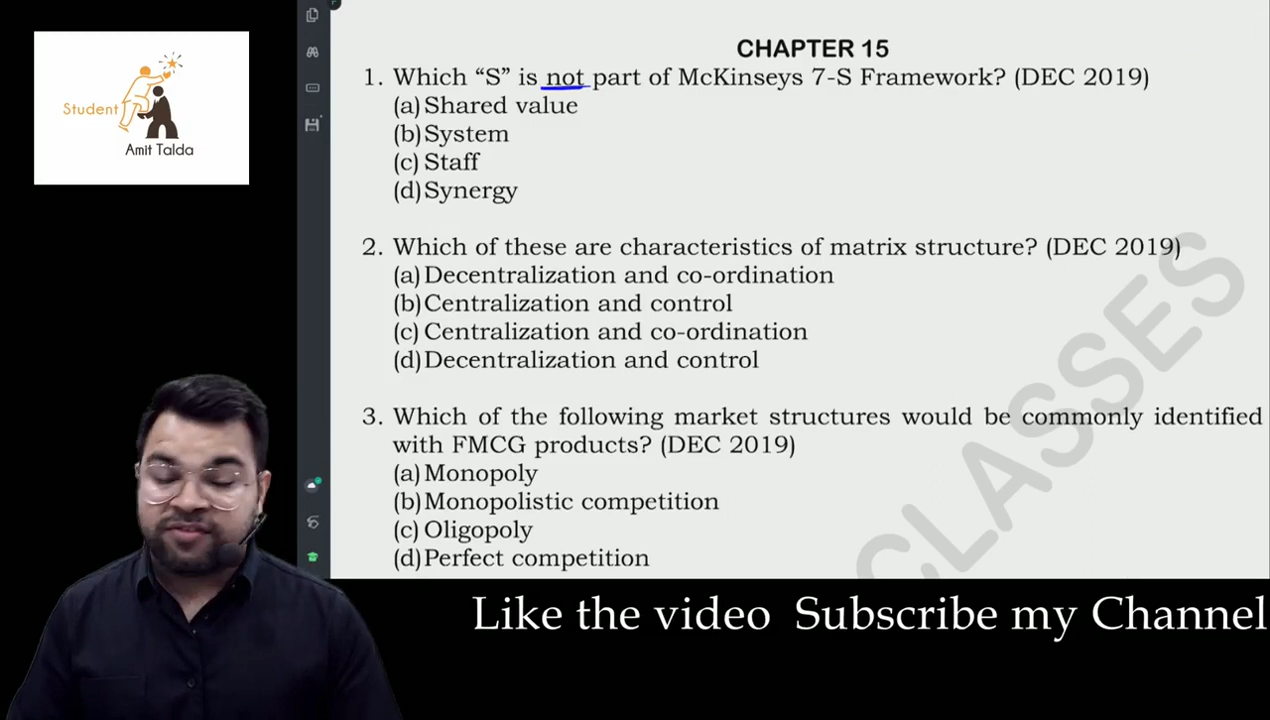 Student
Amit Talda
CHAPTER 15
1. Which “S” is not part of McKinseys 7-S Framework? (DEC 2019)
(a) Shared value
(b) System
(c) Staff
(d) Synergy
2. Which of these are characteristics of matrix structure? (DEC 2019)
(a) Decentralization and co-ordination
(b) Centralization and control
(c) Centralization and co-ordination
(d) Decentralization and control
3. Which of the following market structures would be commonly identified
with FMCG products? (DEC 2019)
(a) Monopoly
(b) Monopolistic competition
(c) Oligopoly
(d) Perfect competition
CLASSES
Like the video Subscribe my Channel